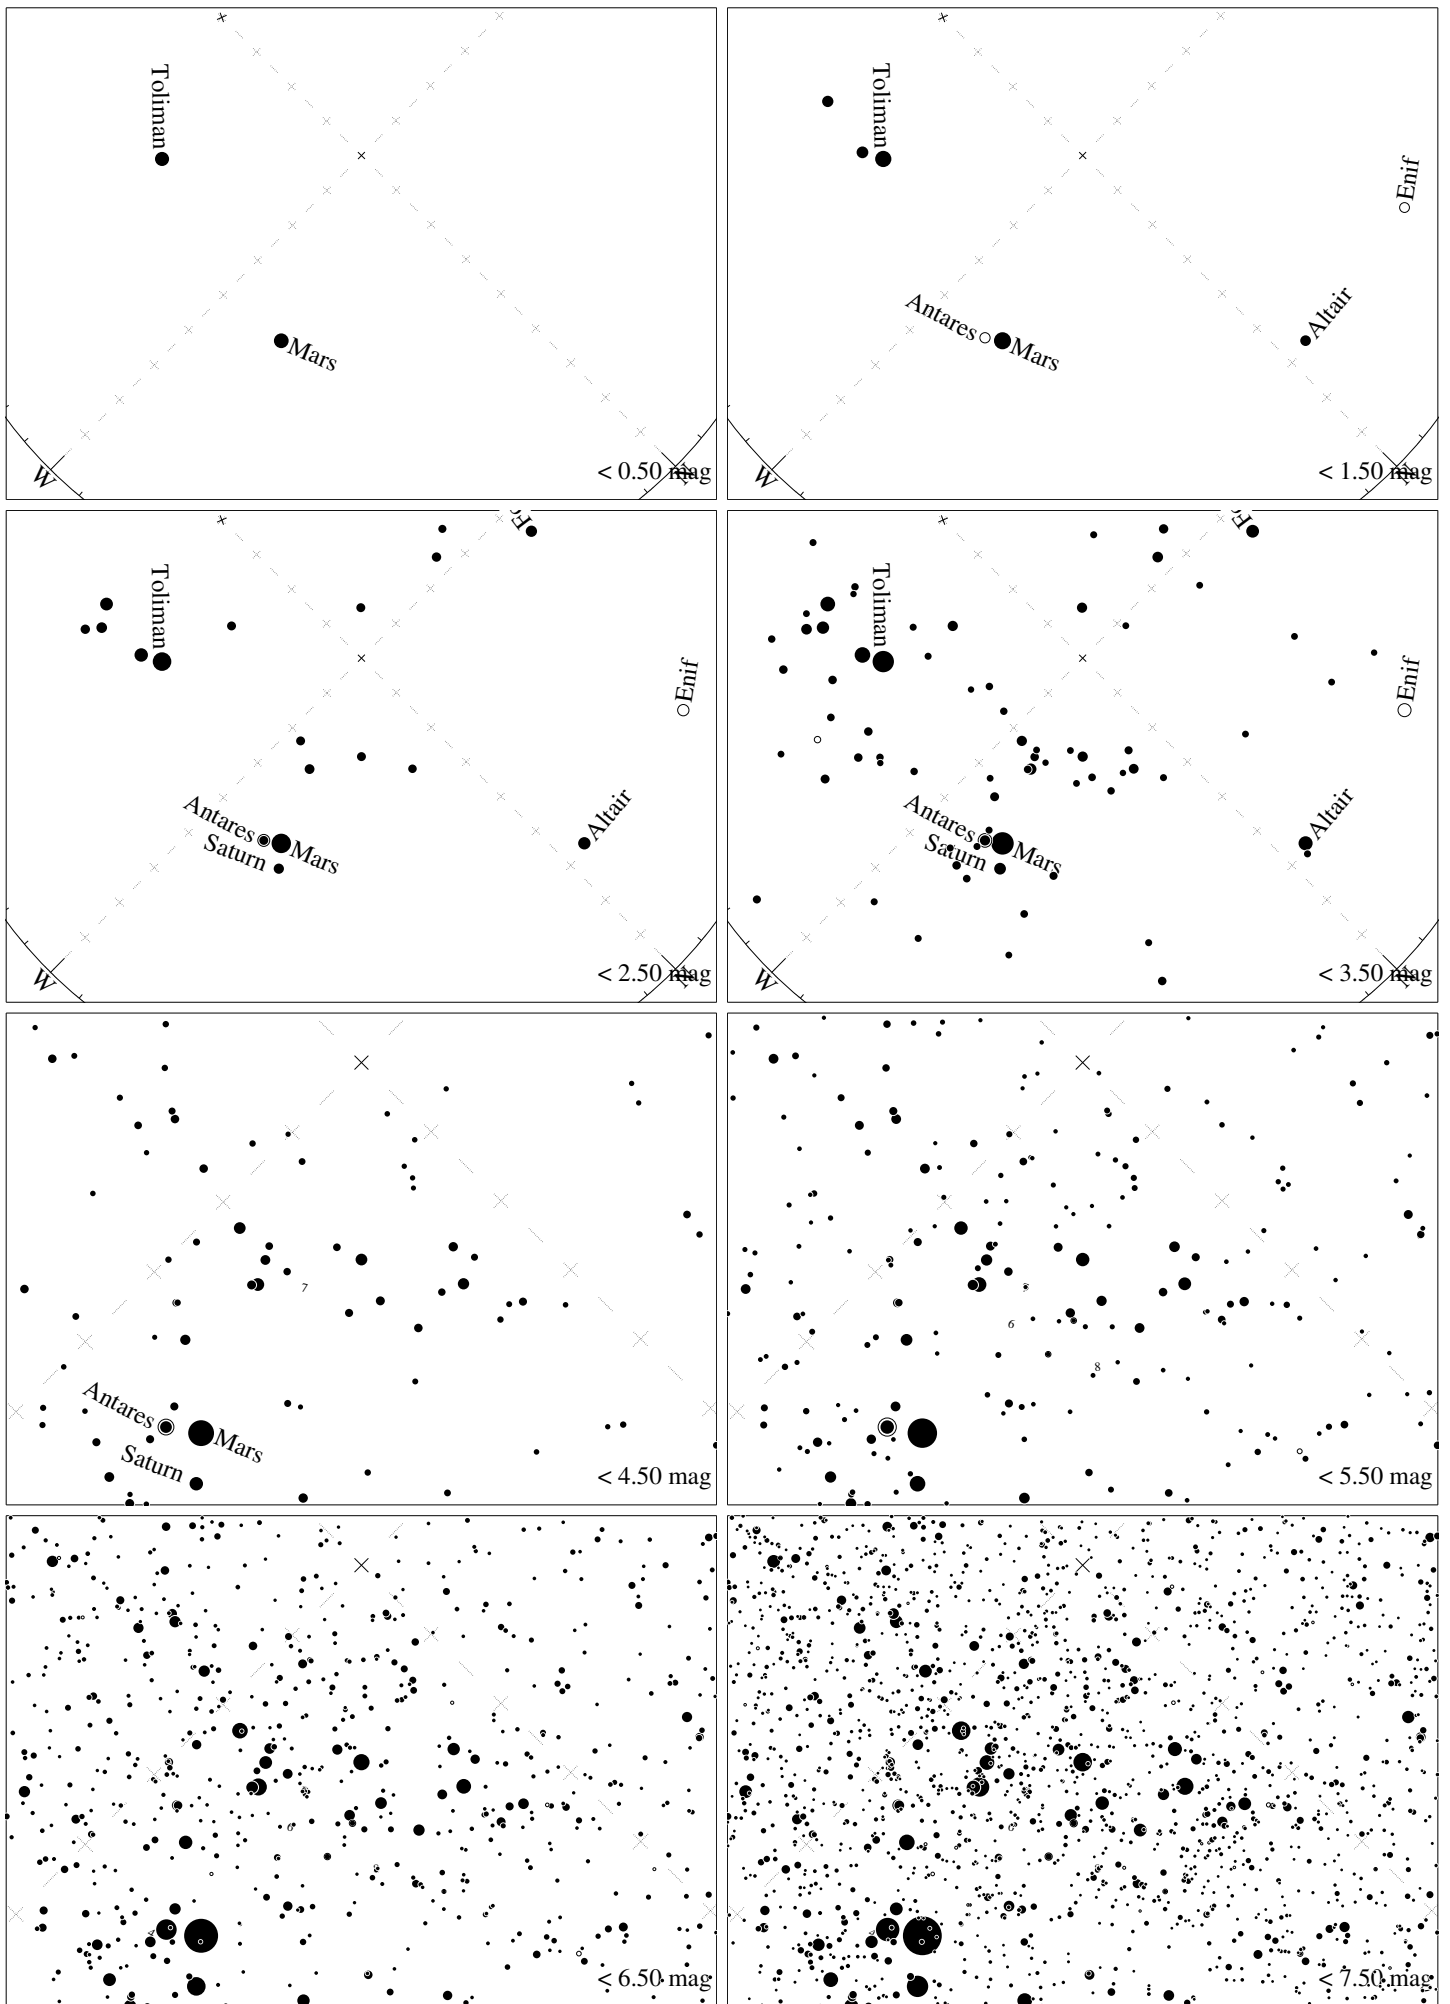 Toliman
Mars
W
< 0.50 mag
Toliman
Enif
Altair
Antares
Mars
W
< 1.50 mag
Toliman
Enif
Altair
Antares
Mars
Saturn
W
< 2.50 mag
Toliman
Enif
Altair
Antares
Mars
Saturn
W
< 3.50 mag
7
Antares
Mars
Saturn
< 4.50 mag
6
8
< 5.50 mag
6
< 6.50 mag
< 7.50 mag